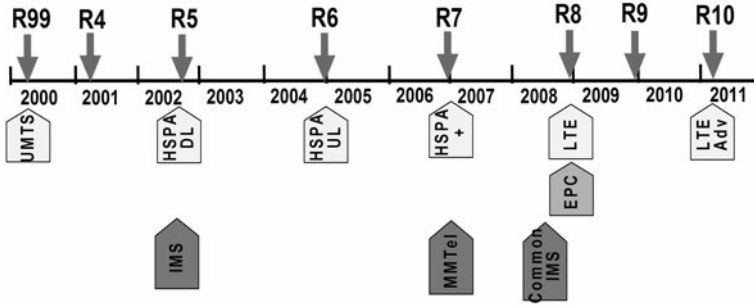 R99 R4 R5 R6 R7 R8 R9 R10
2000 2001 2002 2003 2004 2005 2006 2007 2008 2009 2010 2011
UMTS
HSPA
DL
HSPA
UL
HSPA
+
LTE
LTE
Adv
EPC
IMS
MMTel
Common
IMS